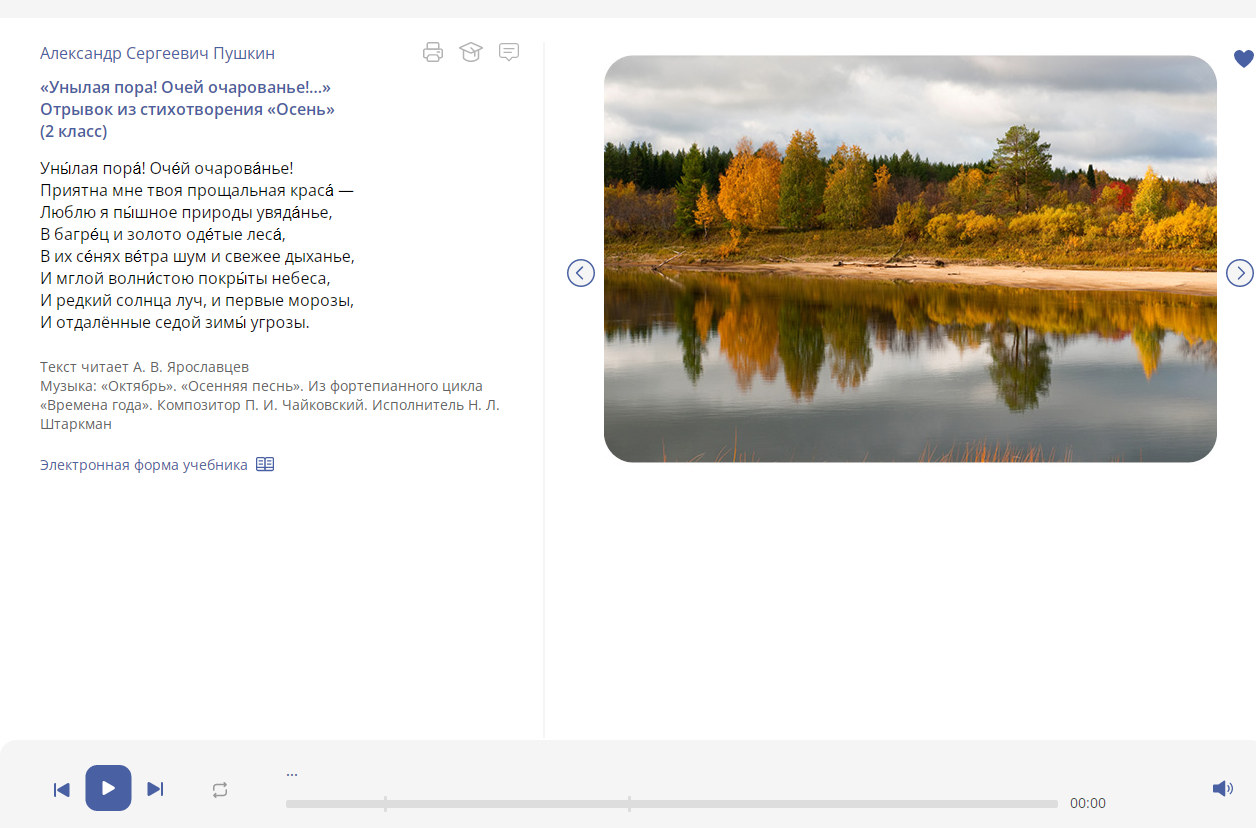 Александр Сергеевич Пушкин
«Унылая пора! Очей очарованье!...»
Отрывок из стихотворения «Осень»
(2 класс)
Уны́лая пора́! Оче́й очарова́нье!
Приятна мне твоя прощальная краса́ —
Люблю я пы́шное природы увяда́нье,
В багре́ц и золото оде́тые леса́,
В их се́нях ве́тра шум и свежее дыханье,
И мглой волни́стою покры́ты небеса,
И редкий солнца луч, и первые морозы,
И отдалённые седой зимы́ угрозы.
Текст читает А. В. Ярославцев
Музыка: «Октябрь». «Осенняя песнь». Из фортепианного цикла
«Времена года». Композитор П. И. Чайковский. Исполнитель Н. Л.
Штаркман
Электронная форма учебника
...
00:00